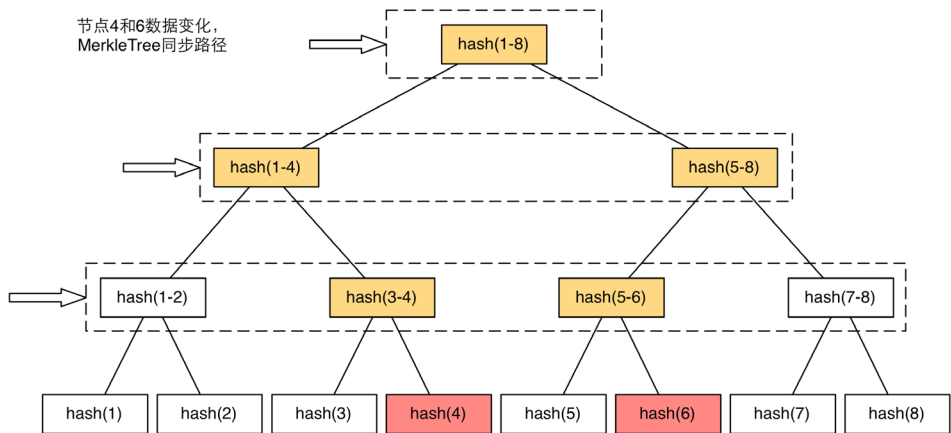 节点4和6数据变化，
MerkleTree同步路径
hash(1-8)
hash(1-4)
hash(5-8)
hash(1-2)
hash(3-4)
hash(5-6)
hash(7-8)
hash(1)
hash(2)
hash(3)
hash(4)
hash(5)
hash(6)
hash(7)
hash(8)